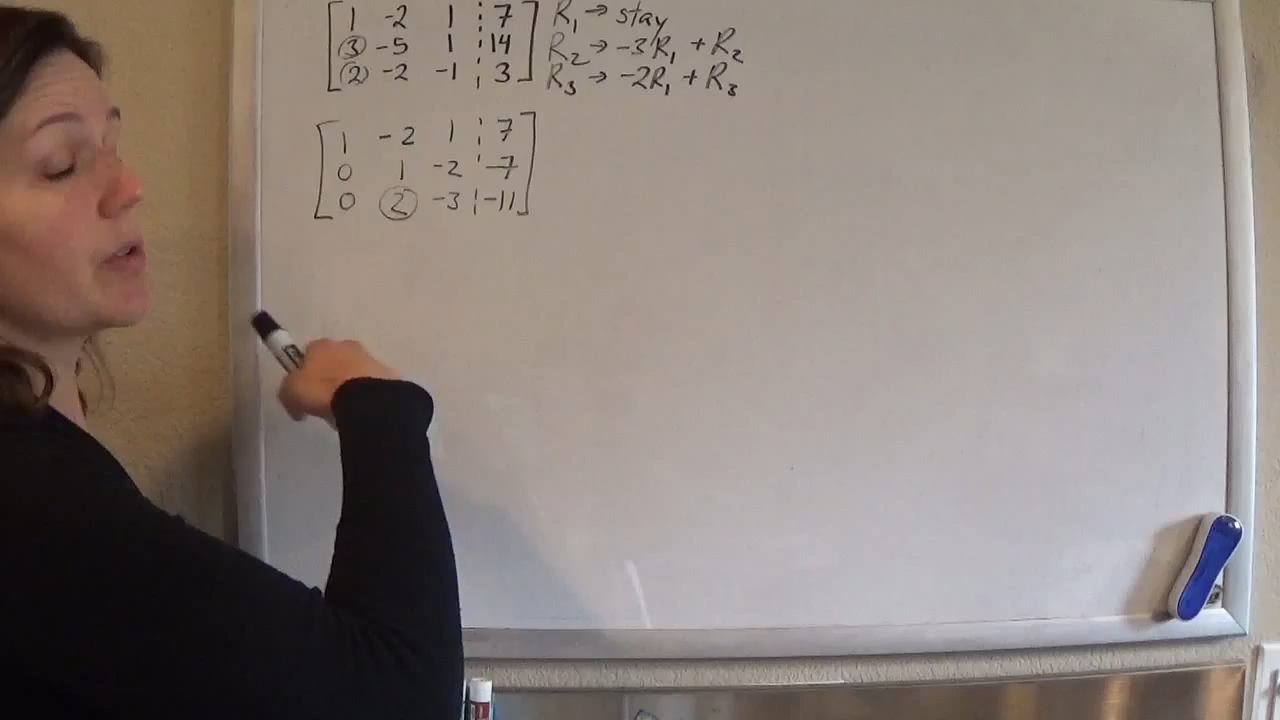 [1 -2 1 ¦ 7] R₁ → stay
[③ -5 1 ¦ 14] R₂ → -3R₁ + R₂
[② -2 -1 ¦ 3] R₃ → -2R₁ + R₃
[1 -2 1 ¦ 7]
[0 1 -2 ¦ -7]
[0 ② -3 ¦ -11]